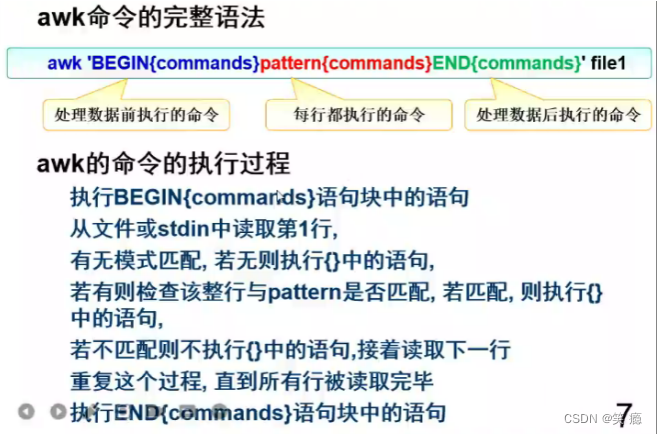 awk命令的完整语法
awk 'BEGIN{commands}pattern{commands}END{commands}' file1
处理数据前执行的命令
每行都执行的命令
处理数据后执行的命令
awk的命令的执行过程
执行BEGIN{commands}语句块中的语句
从文件或stdin中读取第1行,
有无模式匹配, 若无则执行{}中的语句,
若有则检查该整行与pattern是否匹配, 若匹配, 则执行{}
中的语句,
若不匹配则不执行{}中的语句,接着读取下一行
重复这个过程, 直到所有行被读取完毕
执行END{commands}语句块中的语句
7
CSDN @笑 瘾